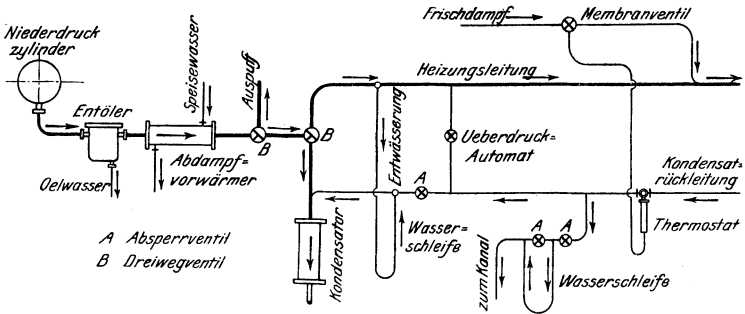 Frischdampf
Membranventil
Niederdruck
zylinder
Speisewasser
Auspuff
Heizungsleitung
Entöler
Entwässerung
B
B
Ueberdruck=
Automat
Oelwasser
Abdampf=
vorwärmer
Kondensat=
rückleitung
A
A Absperrventil
B Dreiwegventil
Kondensator
Wasser=
schleife
A
A
Thermostat
zum Kanal
Wasserschleife